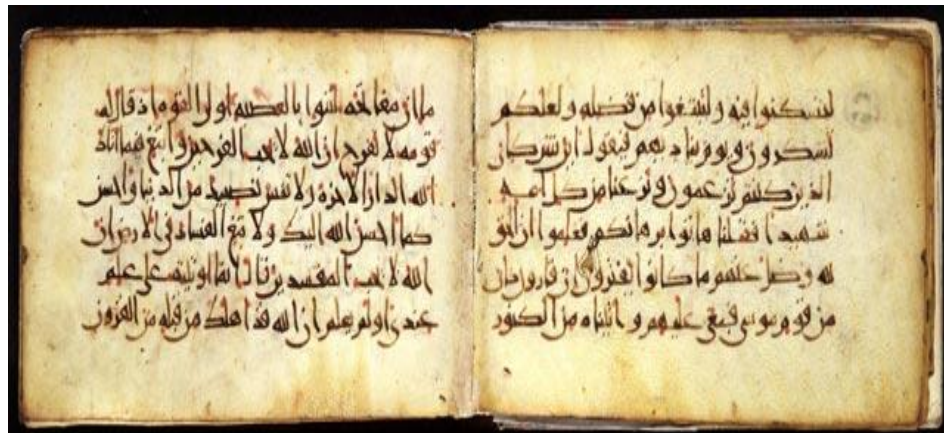 لتسكنوا فيه ولتبتغوا من فضله ولعلكم
تشكرون ويوم يناديهم فيقول اين شركاى
الذين كنتم تزعمون ونزعنا من كل امة
شهيدا فقلنا هاتوا برهانكم فعلموا ان الحق
لله وضل عنهم ما كانوا يفترون ان قارون كان
من قوم موسى فبغى عليهم واتيناه من الكنوز
ما ان مفاتحه لتنوا بالعصبة اولى القوة اذ قال له
قومه لا تفرح ان الله لا يحب الفرحين وابتغ فيما اتاك
الله الدار الاخرة ولا تنس نصيبك من الدنيا واحسن
كما احسن الله اليك ولا تبغ الفساد فى الارض ان
الله لا يحب المفسدين قال انما اوتيته على علم
عندى اولم يعلم ان الله قد اهلك من قبله من القرون